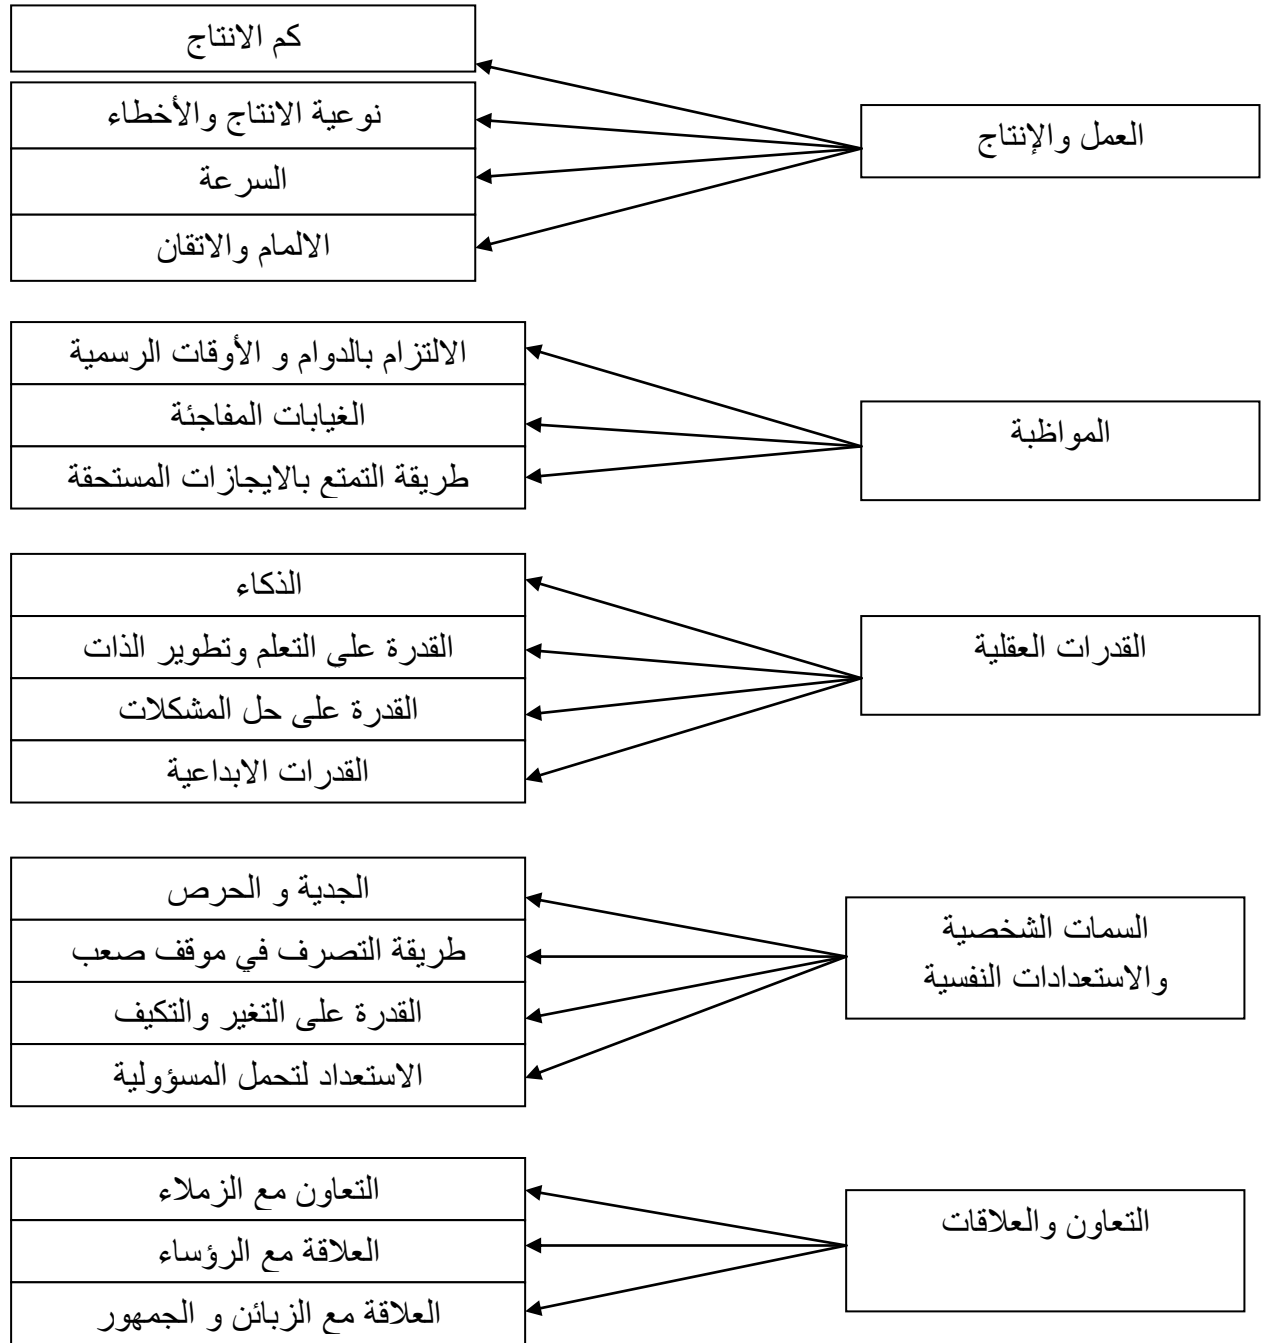 العمل والإنتاج
كم الانتاج
نوعية الانتاج والأخطاء
السرعة
الالمام والاتقان
المواظبة
الالتزام بالدوام و الأوقات الرسمية
الغيابات المفاجئة
طريقة التمتع بالايجازات المستحقة
القدرات العقلية
الذكاء
القدرة على التعلم وتطوير الذات
القدرة على حل المشكلات
القدرات الابداعية
السمات الشخصية
والاستعدادات النفسية
الجدية و الحرص
طريقة التصرف في موقف صعب
القدرة على التغير والتكيف
الاستعداد لتحمل المسؤولية
التعاون والعلاقات
التعاون مع الزملاء
العلاقة مع الرؤساء
العلاقة مع الزبائن و الجمهور